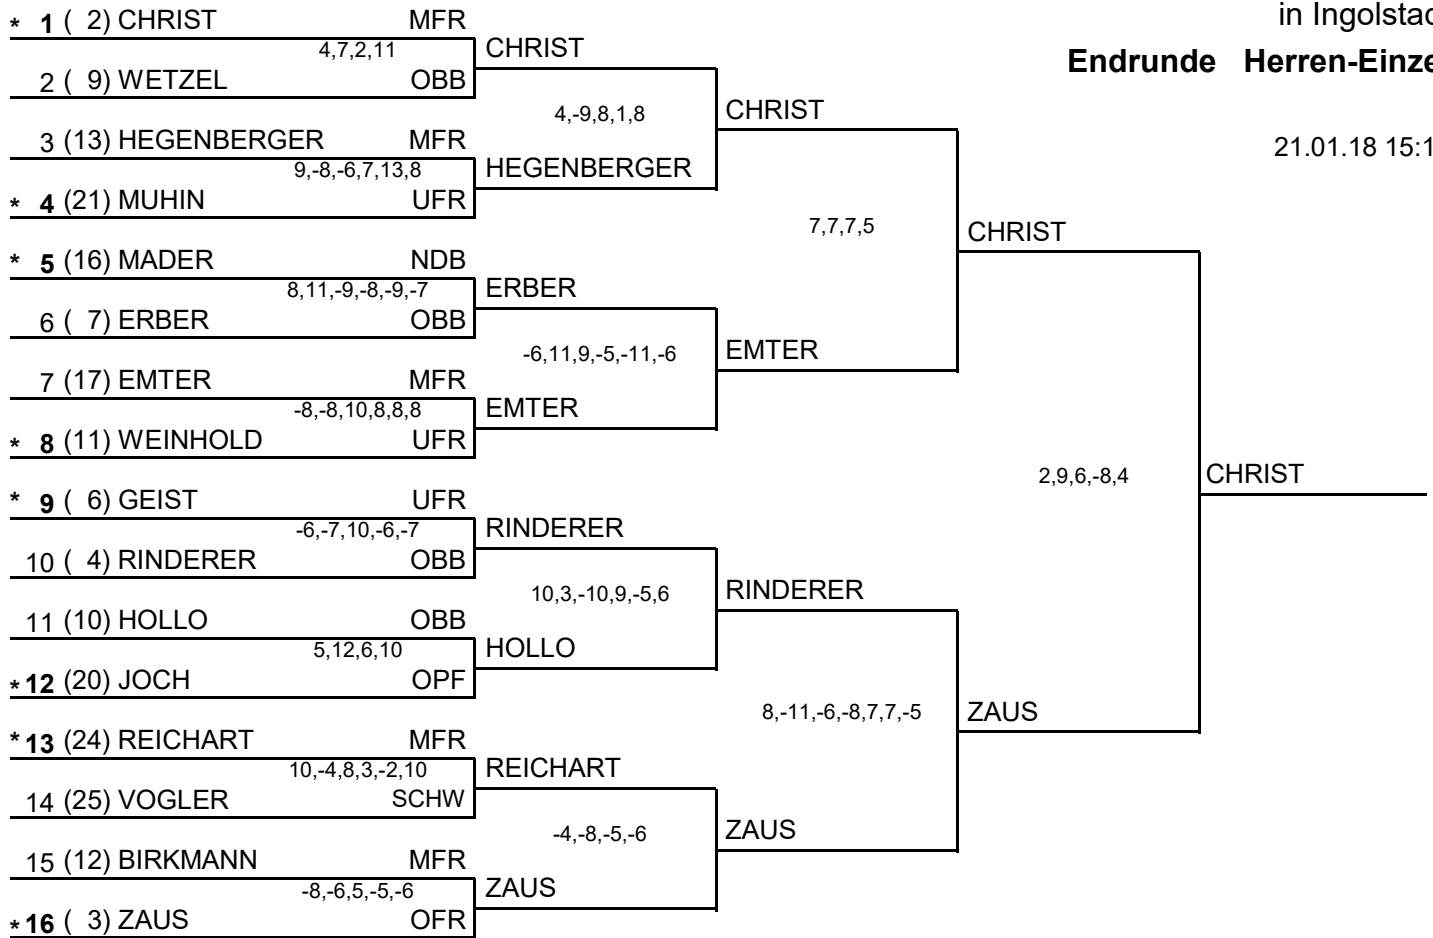 in Ingolstad
Endrunde Herren-Einze
21.01.18 15:1
* 1 ( 2) CHRIST MFR
4,7,2,11
2 ( 9) WETZEL OBB
3 (13) HEGENBERGER MFR
9,-8,-6,7,13,8
* 4 (21) MUHIN UFR
* 5 (16) MADER NDB
8,11,-9,-8,-9,-7
6 ( 7) ERBER OBB
7 (17) EMTER MFR
-8,-8,10,8,8,8
* 8 (11) WEINHOLD UFR
* 9 ( 6) GEIST UFR
-6,-7,10,-6,-7
10 ( 4) RINDERER OBB
11 (10) HOLLO OBB
5,12,6,10
* 12 (20) JOCH OPF
* 13 (24) REICHART MFR
10,-4,8,3,-2,10
14 (25) VOGLER SCHW
15 (12) BIRKMANN MFR
-8,-6,5,-5,-6
* 16 ( 3) ZAUS OFR
CHRIST
4,-9,8,1,8
HEGENBERGER
ERBER
-6,11,9,-5,-11,-6
EMTER
RINDERER
10,3,-10,9,-5,6
HOLLO
REICHART
-4,-8,-5,-6
ZAUS
CHRIST
7,7,7,5
EMTER
RINDERER
8,-11,-6,-8,7,7,-5
ZAUS
CHRIST
2,9,6,-8,4
ZAUS
CHRIST